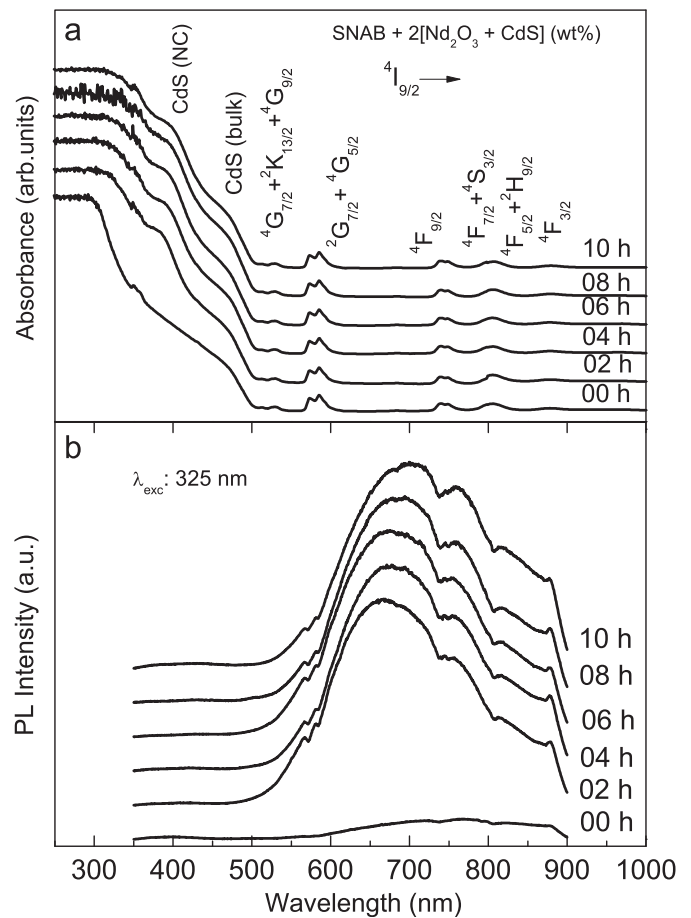 a
SNAB + 2[Nd₂O₃ + CdS] (wt%)
⁴I₉/₂
CdS (NC)
CdS (bulk)
⁴G₇/₂+²K₁₃/₂+⁴G₉/₂
²G₇/₂+ ⁴G₅/₂
⁴F₉/₂
⁴F₇/₂+⁴S₃/₂
⁴F₅/₂+²H₉/₂
⁴F₃/₂
Absorbance (arb.units)
10 h
08 h
06 h
04 h
02 h
00 h
b
λexc: 325 nm
PL Intensity (a.u.)
10 h
08 h
06 h
04 h
02 h
00 h
300 400 500 600 700 800 900 1000
Wavelength (nm)